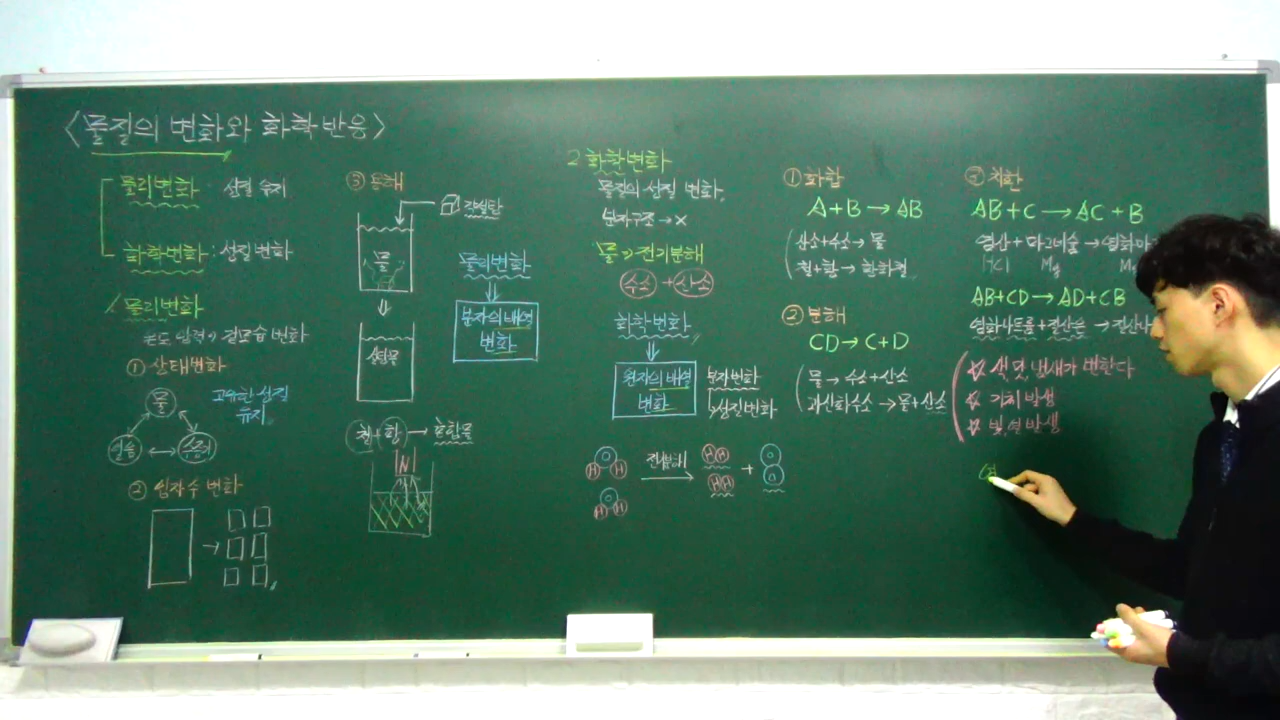 <물질의 변화와 화학반응>
물리변화 : 성질 유지
화학변화 : 성질 변화
1. 물리변화
온도 압력 → 겉모습 변화
① 상태변화
물
얼음 ↔ 수증기
고유한 성질
유지
② 입자 수 변화
③ 용해
각설탕
물
⇓
설탕물
물리변화
⇓
분자의 배열
변화
철+황 → 혼합물
N
2 화학변화
물질의 성질 변화
분자구조 → X
물의 전기분해
수소 + 산소
화학변화
⇓
원자의 배열
변화
분자변화
성질변화
O
H H
O
H H
전기분해
HH
HH
+
O
O
① 화합
A+B → AB
산소+수소 → 물
철+황 → 황화철
② 분해
CD → C+D
물 → 수소+산소
과산화수소 → 물+산소
③ 치환
AB+C → AC + B
염산 + 마그네슘 → 염화마
HCl Mg
AB+CD → AD+CB
염화나트륨+질산은 → 질산나
☆ 색, 맛, 냄새가 변한다
☆ 기체 발생
☆ 빛, 열 발생